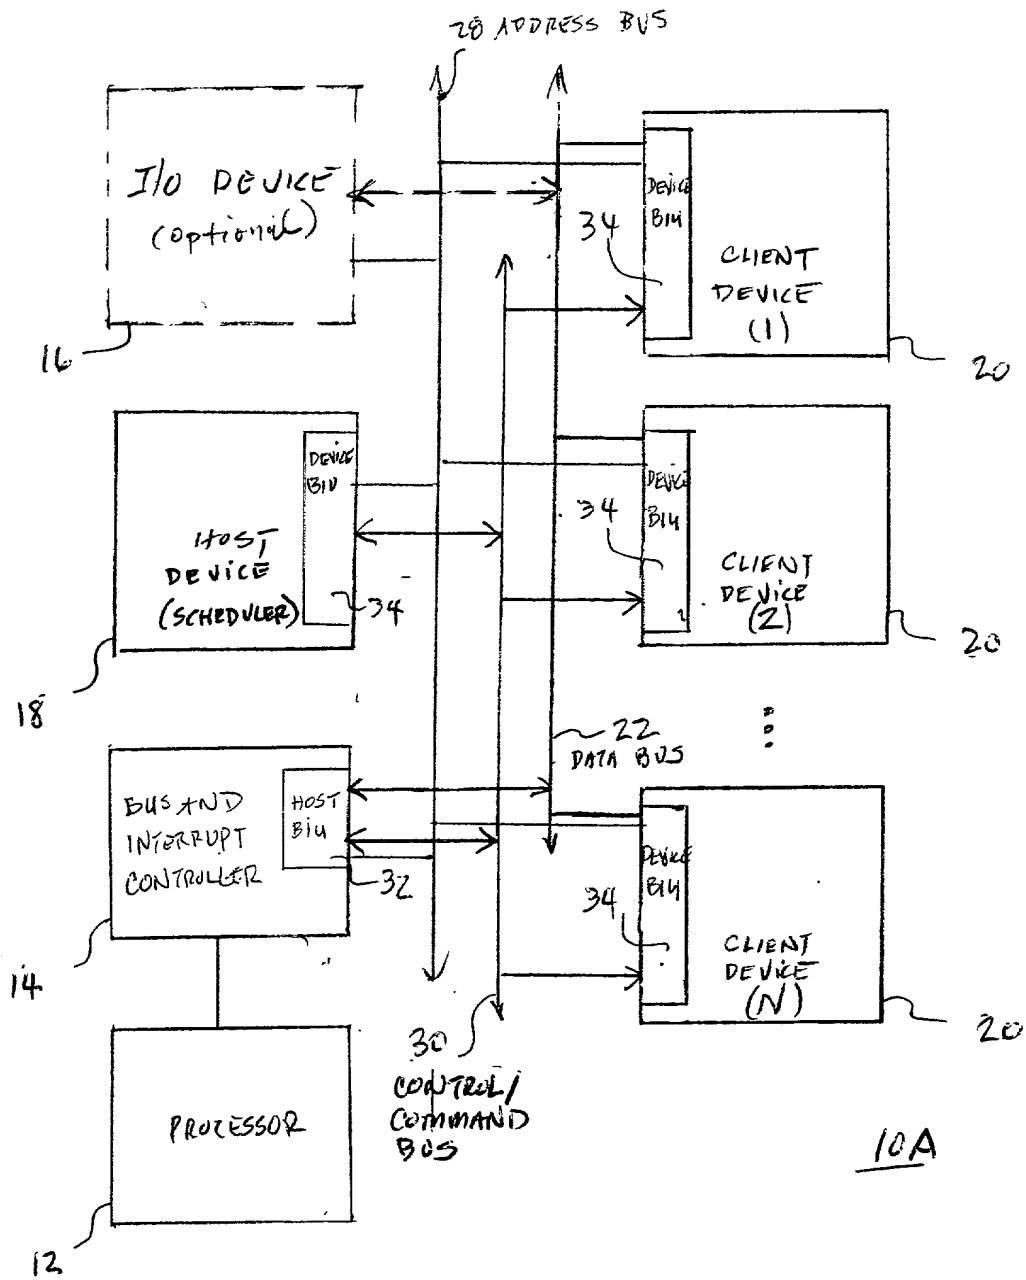 28 ADDRESS BUS
I/O DEVICE
(optional)
16
DEVICE
BIU
34
CLIENT
DEVICE
(1)
20
DEVICE
BIU
HOST
DEVICE
(SCHEDULER)
34
18
DEVICE
BIU
34
CLIENT
DEVICE
(2)
20
22
DATA BUS
BUS AND
INTERRUPT
CONTROLLER
HOST
BIU
32
14
DEVICE
BIU
34
CLIENT
DEVICE
(N)
20
30
CONTROL/
COMMAND
BUS
PROCESSOR
12
10A